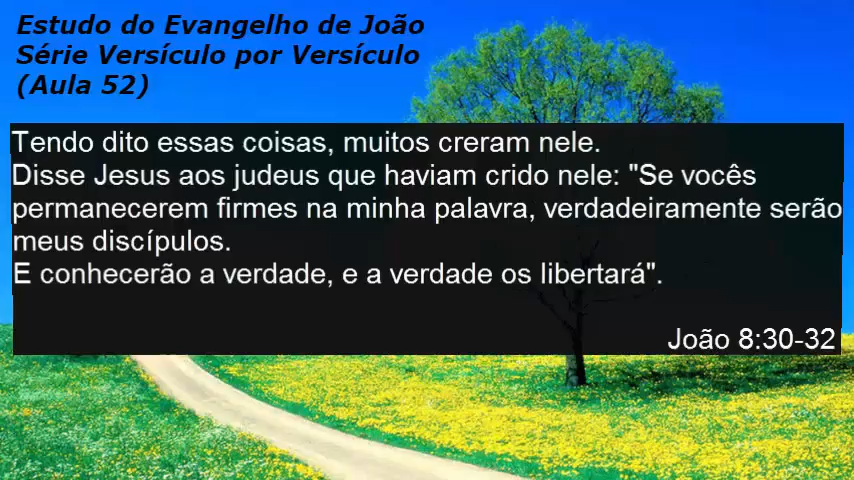 Estudo do Evangelho de João
Série Versículo por Versículo
(Aula 52)
Tendo dito essas coisas, muitos creram nele.
Disse Jesus aos judeus que haviam crido nele: "Se vocês
permanecerem firmes na minha palavra, verdadeiramente serão
meus discípulos.
E conhecerão a verdade, e a verdade os libertará".
João 8:30-32